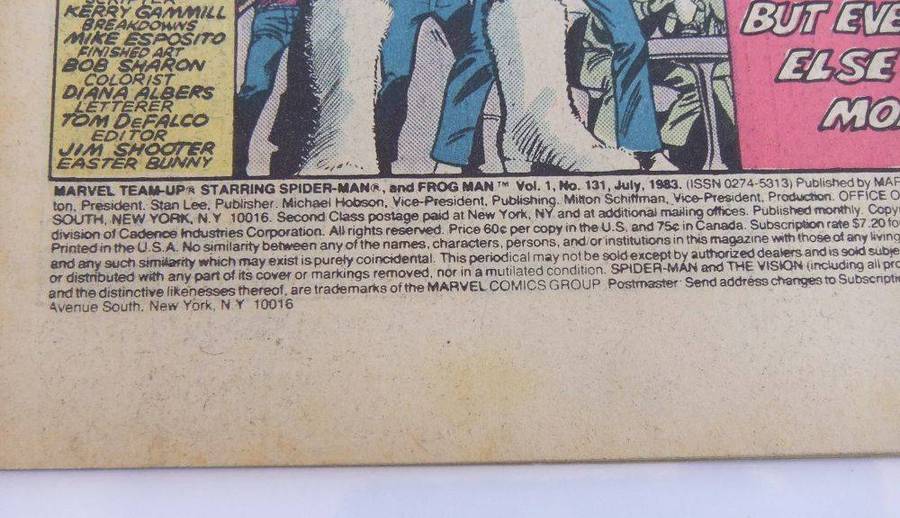 KERRY GAMMILL
BREAKDOWNS
MIKE ESPOSITO
FINISHED ART
BOB SHARON
COLORIST
DIANA ALBERS
LETTERER
TOM DeFALCO
EDITOR
JIM SHOOTER
EASTER BUNNY
BUT EVE
ELSE
MO
MARVEL TEAM-UP® STARRING SPIDER-MAN®, and FROG MAN™ Vol. 1, No. 131, July, 1983. (ISSN 0274-5313) Published by MAR
ton, President. Stan Lee, Publisher. Michael Hobson, Vice-President, Publishing. Milton Schiffman, Vice-President, Production. OFFICE O
SOUTH, NEW YORK, N.Y 10016. Second Class postage paid at New York, NY and at additional mailing offices. Published monthly. Copy
division of Cadence Industries Corporation. All rights reserved. Price 60¢ per copy in the U.S. and 75¢ in Canada. Subscription rate $7.20 fo
Printed in the U.S.A. No similarity between any of the names, characters, persons, and/or institutions in this magazine with those of any living
and any such similarity which may exist is purely coincidental. This periodical may not be sold except by authorized dealers and is sold subje
or distributed with any part of its cover or markings removed, nor in a mutilated condition. SPIDER-MAN and THE VISION (including all pro
and the distinctive likenesses thereof, are trademarks of the MARVEL COMICS GROUP. Postmaster: Send address changes to Subscripti
Avenue South, New York, N.Y 10016